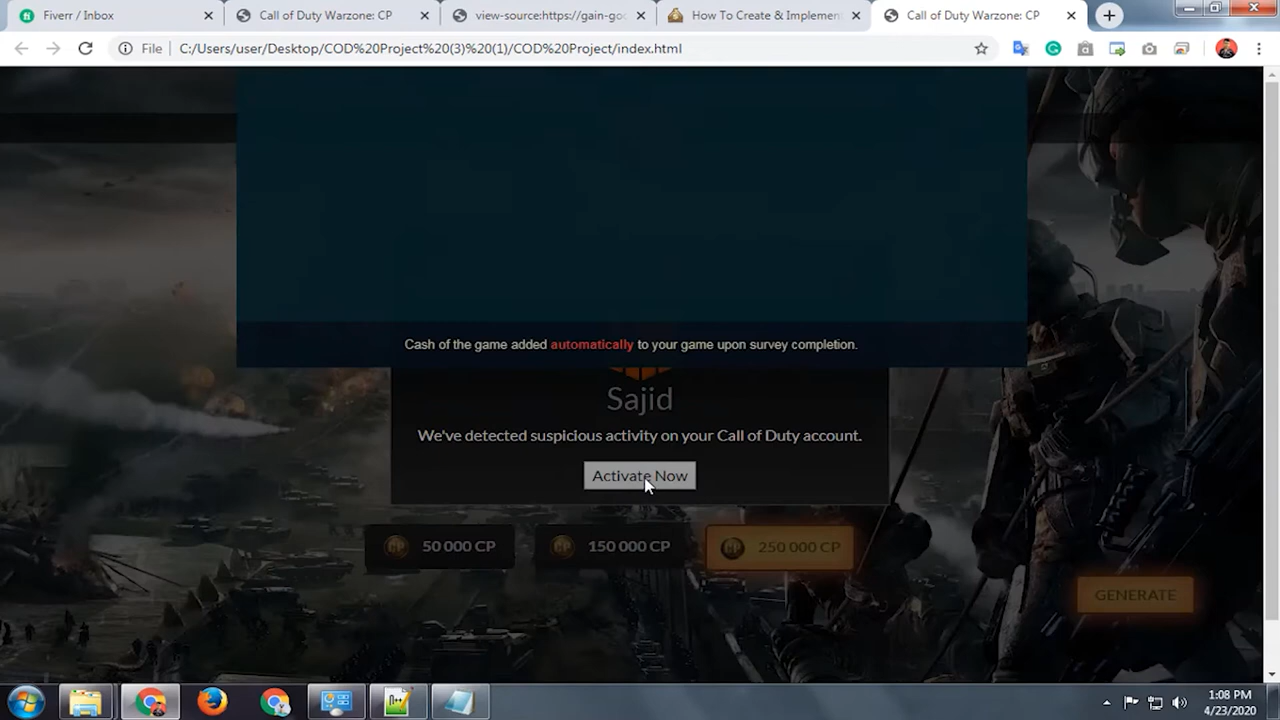 Fiverr / Inbox
Call of Duty Warzone: CP
view-source:https://gain-goo
How To Create & Implemen
Call of Duty Warzone: CP
File
C:/Users/user/Desktop/COD%20Project%20(3)%20(1)/COD%20Project/index.html
Cash of the game added automatically to your game upon survey completion.
Sajid
We've detected suspicious activity on your Call of Duty account.
Activate Now
CP 50 000 CP
CP 150 000 CP
250 000 CP
GENERATE
1:08 PM
4/23/2020